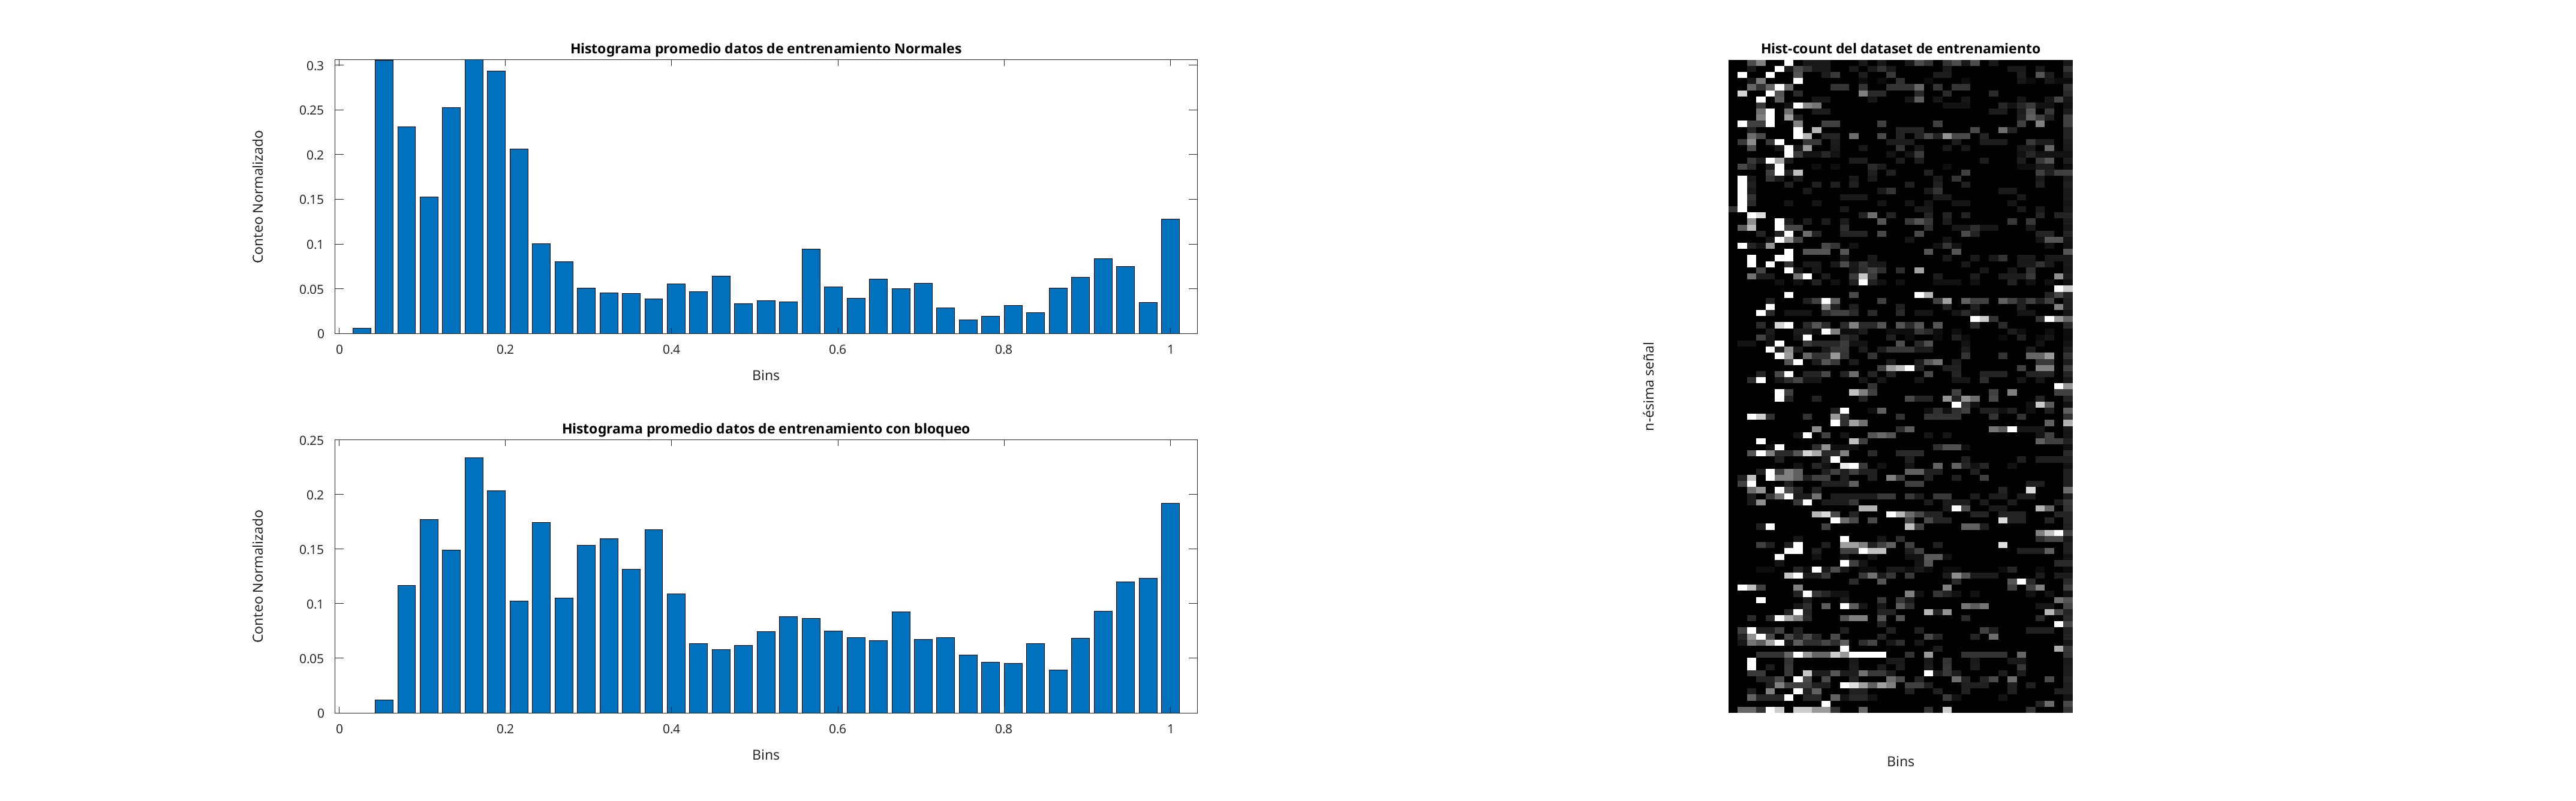 Histograma promedio datos de entrenamiento Normales
0.3
0.25
0.2
0.15
0.1
0.05
0
Conteo Normalizado
0 0.2 0.4 0.6 0.8 1
Bins
Histograma promedio datos de entrenamiento con bloqueo
0.25
0.2
0.15
0.1
0.05
0
Conteo Normalizado
0 0.2 0.4 0.6 0.8 1
Bins
Hist-count del dataset de entrenamiento
n-ésima señal
Bins